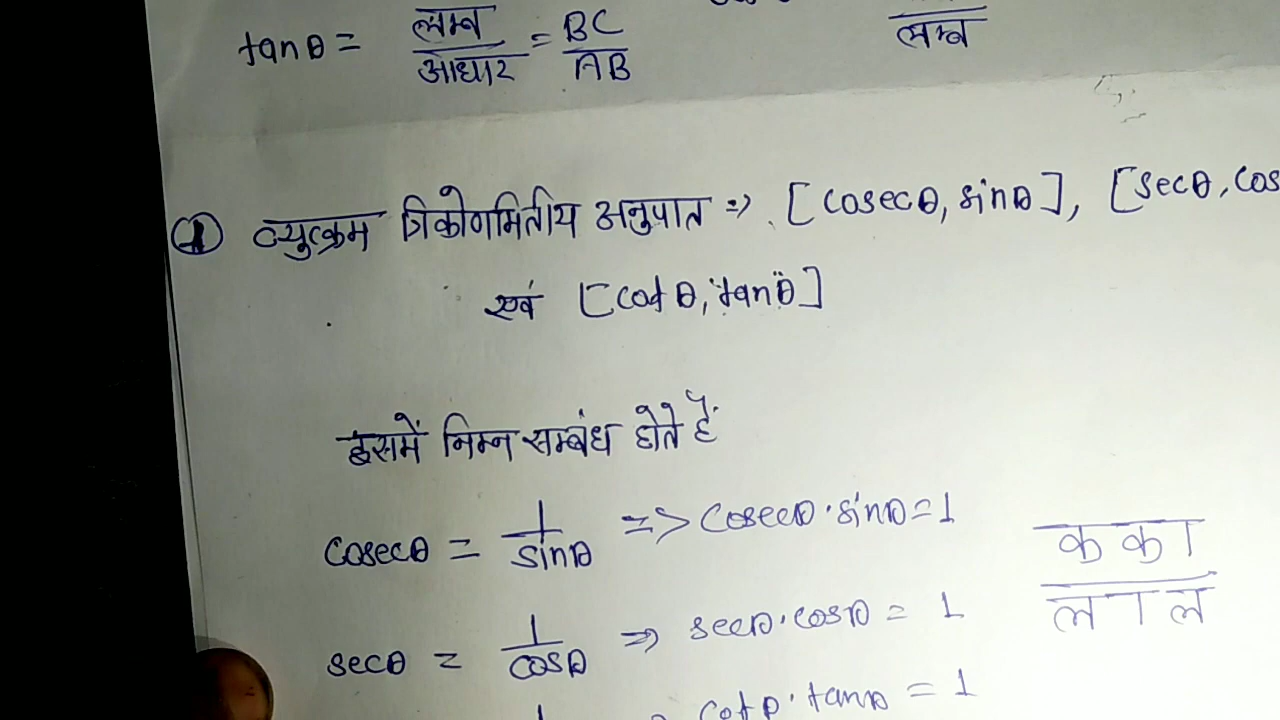 tanθ = लम्ब/आधार = BC/AB
लम्ब
① व्युत्क्रम त्रिकोणमितीय अनुपात => [cosecθ, sinθ], [secθ, cos
एवं [cotθ, tanθ]
इसमें निम्न सम्बंध होते हैं
cosecθ = 1/sinθ => cosecθ·sinθ = 1
क का
ला ल
secθ = 1/cosθ => secθ·cosθ = 1
1 cotθ·tanθ = 1